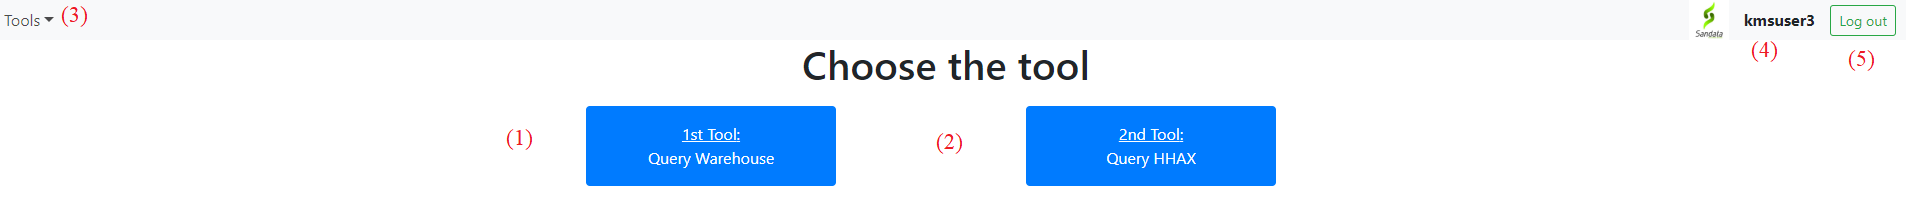 Tools (3)
Sandata
kmsuser3
Log out
(4)
(5)
Choose the tool
(1)
1st Tool:
Query Warehouse
(2)
2nd Tool:
Query HHAX